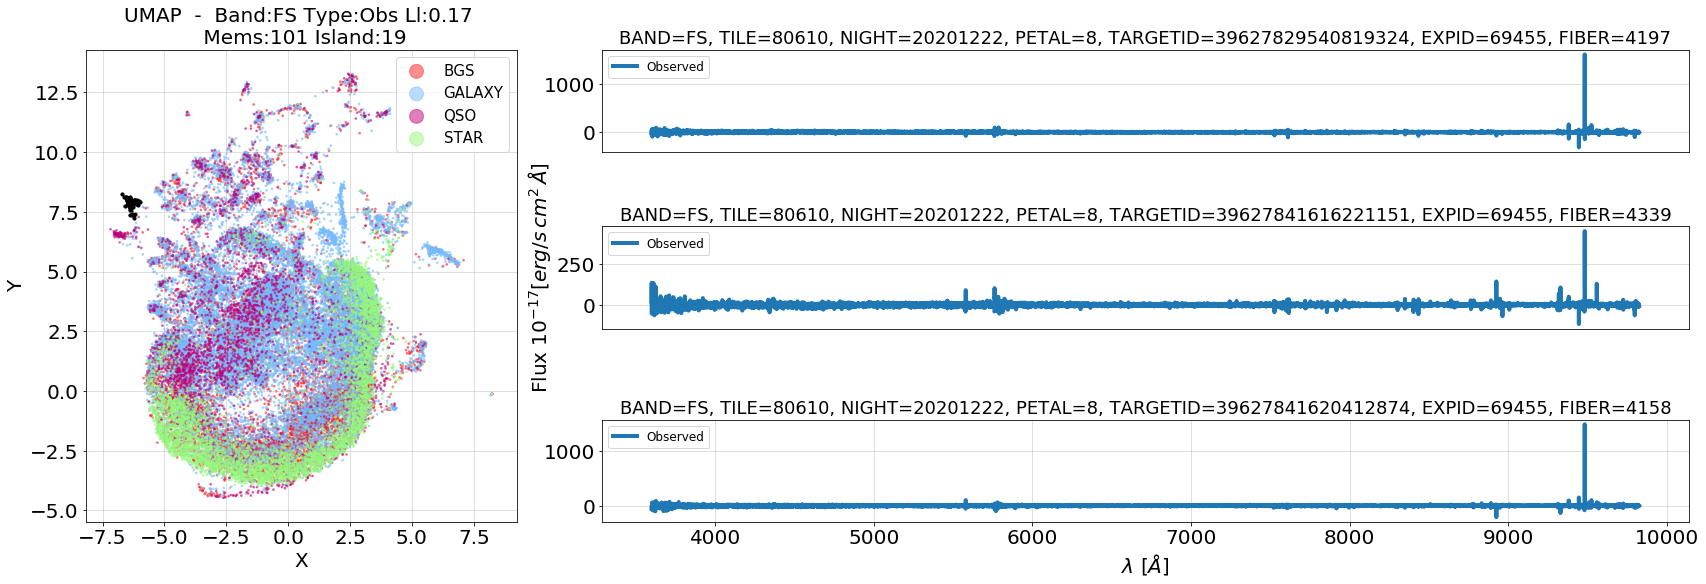 UMAP - Band:FS Type:Obs Ll:0.17
Mems:101 Island:19
BGS
GALAXY
QSO
STAR
12.5
10.0
7.5
5.0
2.5
0.0
−2.5
−5.0
Y
−7.5
−5.0
−2.5
0.0
2.5
5.0
7.5
X
BAND=FS, TILE=80610, NIGHT=20201222, PETAL=8, TARGETID=39627829540819324, EXPID=69455, FIBER=4197
Observed
1000
0
BAND=FS, TILE=80610, NIGHT=20201222, PETAL=8, TARGETID=39627841616221151, EXPID=69455, FIBER=4339
Observed
250
0
Flux 10⁻¹⁷[erg/s cm² Å]
BAND=FS, TILE=80610, NIGHT=20201222, PETAL=8, TARGETID=39627841620412874, EXPID=69455, FIBER=4158
Observed
1000
0
4000
5000
6000
7000
8000
9000
10000
λ [Å]